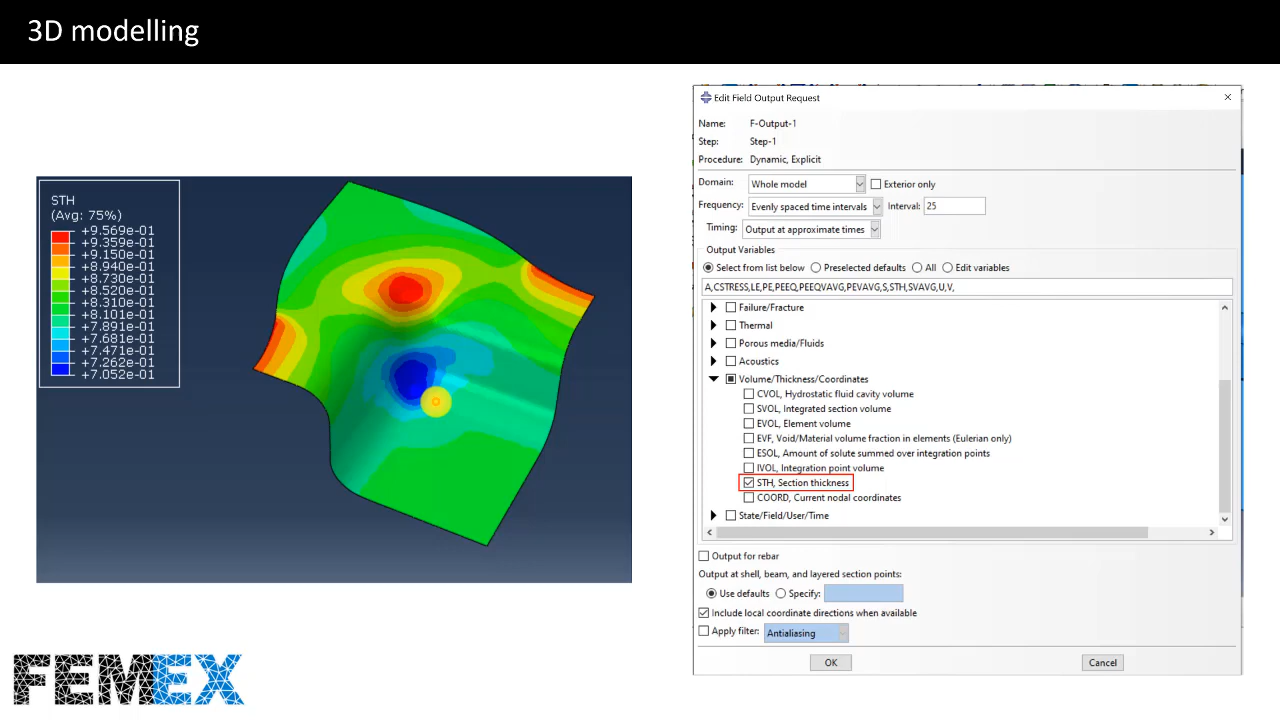 3D modelling
STH
(Avg: 75%)
+9.569e-01
+9.359e-01
+9.150e-01
+8.940e-01
+8.730e-01
+8.520e-01
+8.310e-01
+8.101e-01
+7.891e-01
+7.681e-01
+7.471e-01
+7.262e-01
+7.052e-01
Edit Field Output Request
Name: F-Output-1
Step: Step-1
Procedure: Dynamic, Explicit
Domain: Whole model Exterior only
Frequency: Evenly spaced time intervals Interval: 25
Timing: Output at approximate times
Output Variables
Select from list below Preselected defaults All Edit variables
A,CSTRESS,LE,PE,PEEQ,PEEQVAVG,PEVAVG,S,STH,SVAVG,U,V,
Failure/Fracture
Thermal
Porous media/Fluids
Acoustics
Volume/Thickness/Coordinates
CVOL, Hydrostatic fluid cavity volume
SVOL, Integrated section volume
EVOL, Element volume
EVF, Void/Material volume fraction in elements (Eulerian only)
ESOL, Amount of solute summed over integration points
IVOL, Integration point volume
STH, Section thickness
COORD, Current nodal coordinates
State/Field/User/Time
Output for rebar
Output at shell, beam, and layered section points:
Use defaults Specify:
Include local coordinate directions when available
Apply filter: Antialiasing
OK Cancel
FEMEX